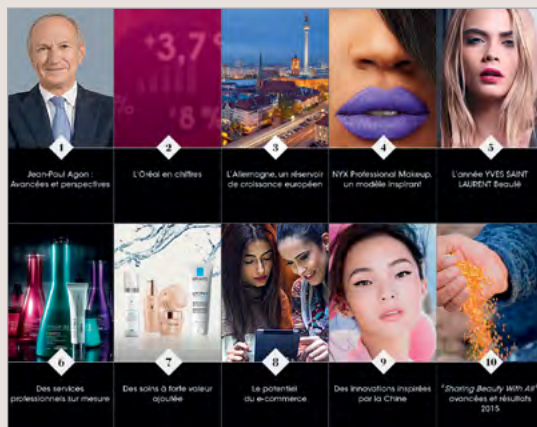 +3,7%
8%
1
Jean-Paul Agon :
Avancées et perspectives
2
L'Oréal en chiffres
3
L'Allemagne, un réservoir
de croissance européen
4
NYX Professional Makeup,
un modèle inspirant
5
L'année YVES SAINT
LAURENT Beauté
6
Des services
professionnels sur mesure
7
Des soins à forte valeur
ajoutée
8
Le potentiel
du e-commerce
9
Des innovations inspirées
par la Chine
10
"Sharing Beauty With All"
avancées et résultats
2015